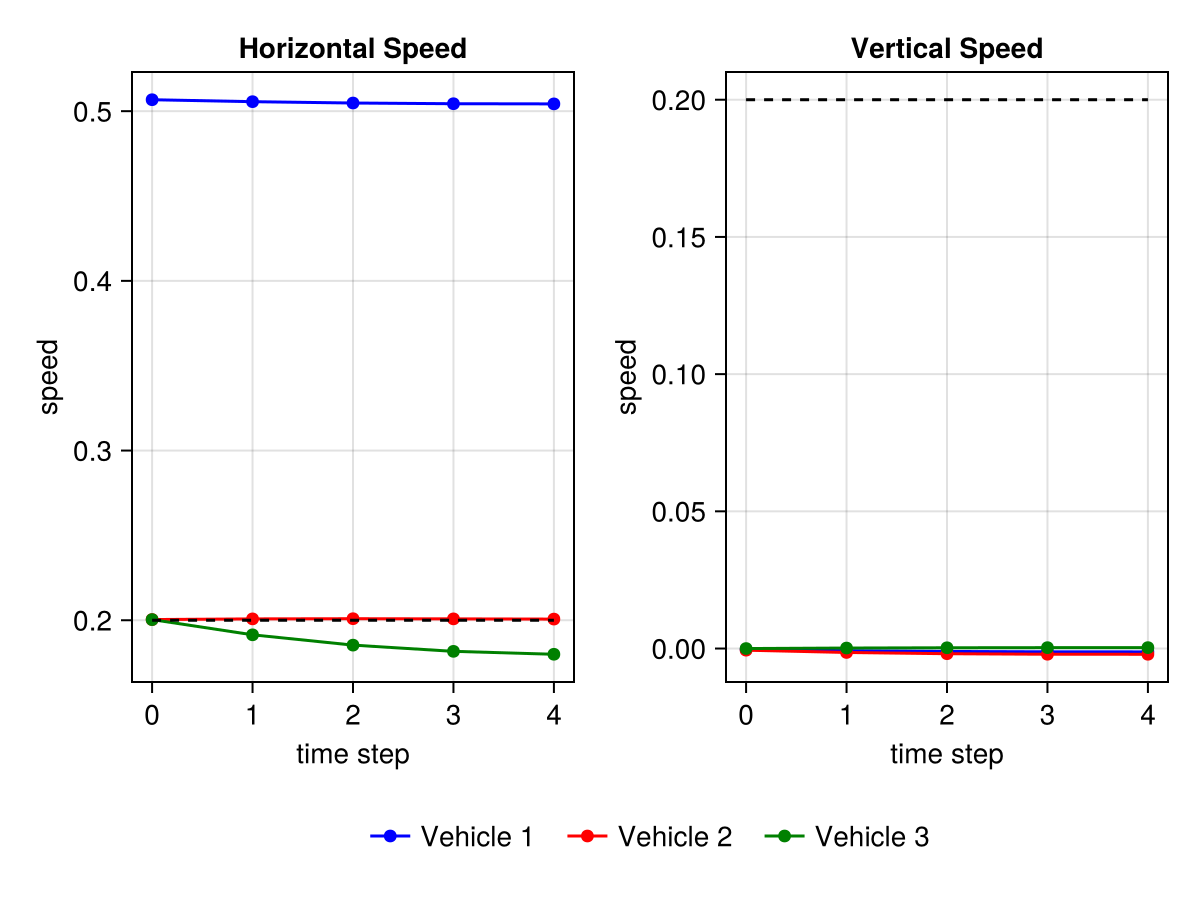 Horizontal Speed
0.5
0.4
0.3
0.2
speed
0 1 2 3 4
time step
Vertical Speed
0.20
0.15
0.10
0.05
0.00
speed
0 1 2 3 4
time step
Vehicle 1 Vehicle 2 Vehicle 3